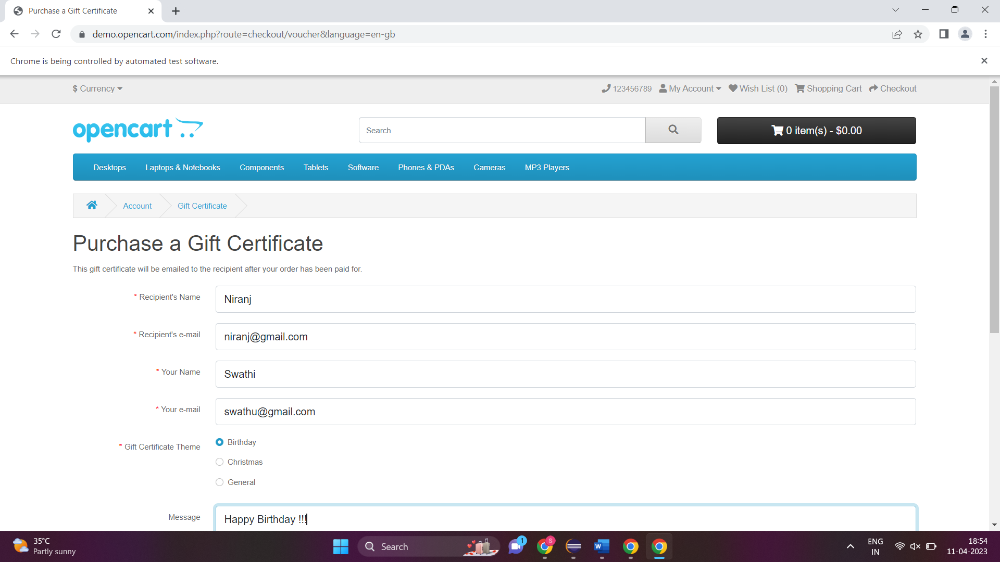 Purchase a Gift Certificate
demo.opencart.com/index.php?route=checkout/voucher&language=en-gb
Chrome is being controlled by automated test software.
$ Currency 123456789 My Account Wish List (0) Shopping Cart Checkout
opencart
Search
0 item(s) - $0.00
Desktops Laptops & Notebooks Components Tablets Software Phones & PDAs Cameras MP3 Players
Account Gift Certificate
Purchase a Gift Certificate
This gift certificate will be emailed to the recipient after your order has been paid for.
* Recipient's Name Niranj
* Recipient's e-mail niranj@gmail.com
* Your Name Swathi
* Your e-mail swathu@gmail.com
* Gift Certificate Theme Birthday
Christmas
General
Message Happy Birthday !!!
35°C
Partly sunny
Search
1
S
W
ENG
IN
18:54
11-04-2023